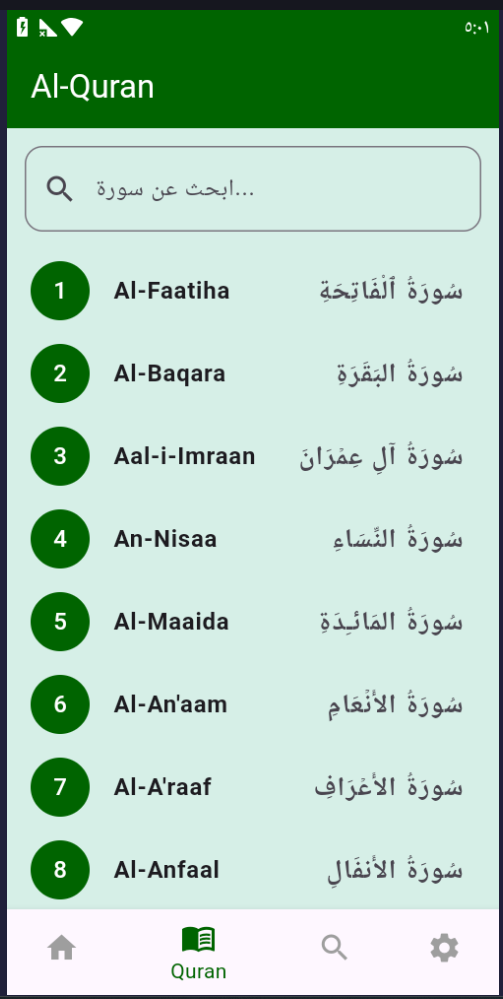 ٥:٠١
Al-Quran
ابحث عن سورة...
1 Al-Faatiha سُورَةُ ٱلْفَاتِحَةِ
2 Al-Baqara سُورَةُ البَقَرَةِ
3 Aal-i-Imraan سُورَةُ آلِ عِمۡرَانَ
4 An-Nisaa سُورَةُ النِّسَاءِ
5 Al-Maaida سُورَةُ المَائـِدَةِ
6 Al-An'aam سُورَةُ الأَنۡعَامِ
7 Al-A'raaf سُورَةُ الأَعۡرَافِ
8 Al-Anfaal سُورَةُ الأَنفَالِ
Quran